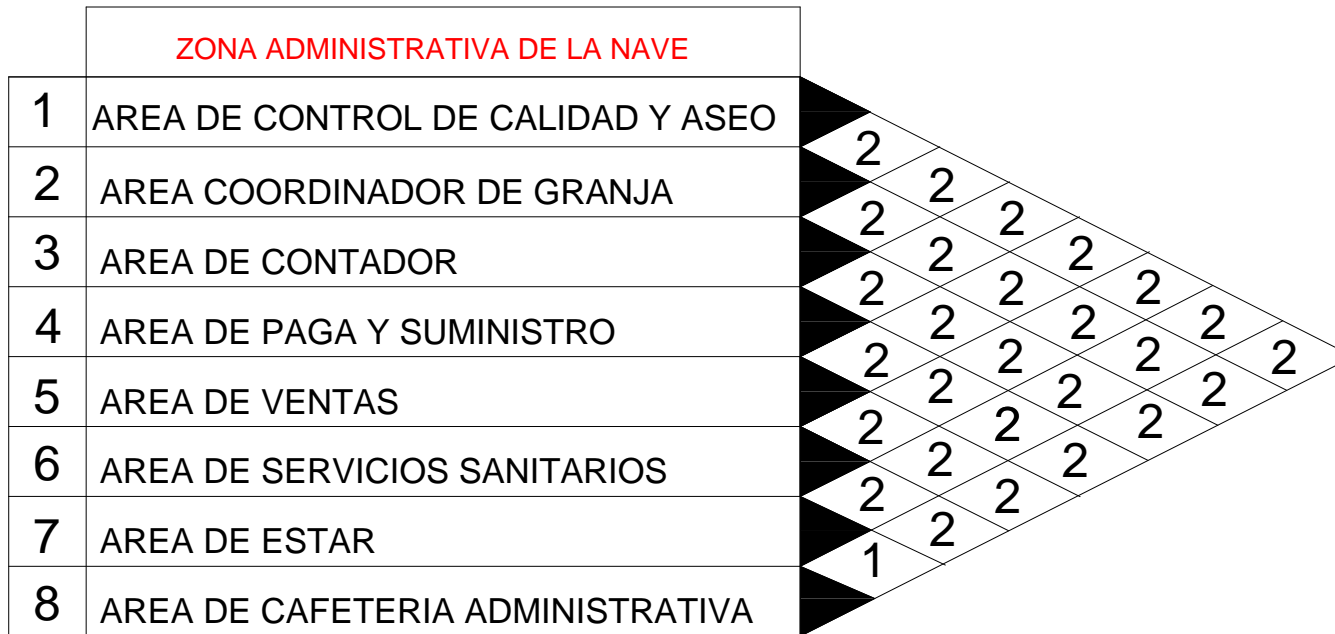 ZONA ADMINISTRATIVA DE LA NAVE
1 AREA DE CONTROL DE CALIDAD Y ASEO
2
2 AREA COORDINADOR DE GRANJA 2
2 2
3 AREA DE CONTADOR 2 2
2 2 2
4 AREA DE PAGA Y SUMINISTRO 2 2 2
2 2 2 2
5 AREA DE VENTAS 2 2 2
2 2 2
6 AREA DE SERVICIOS SANITARIOS 2 2
2 2
7 AREA DE ESTAR 2
1
8 AREA DE CAFETERIA ADMINISTRATIVA